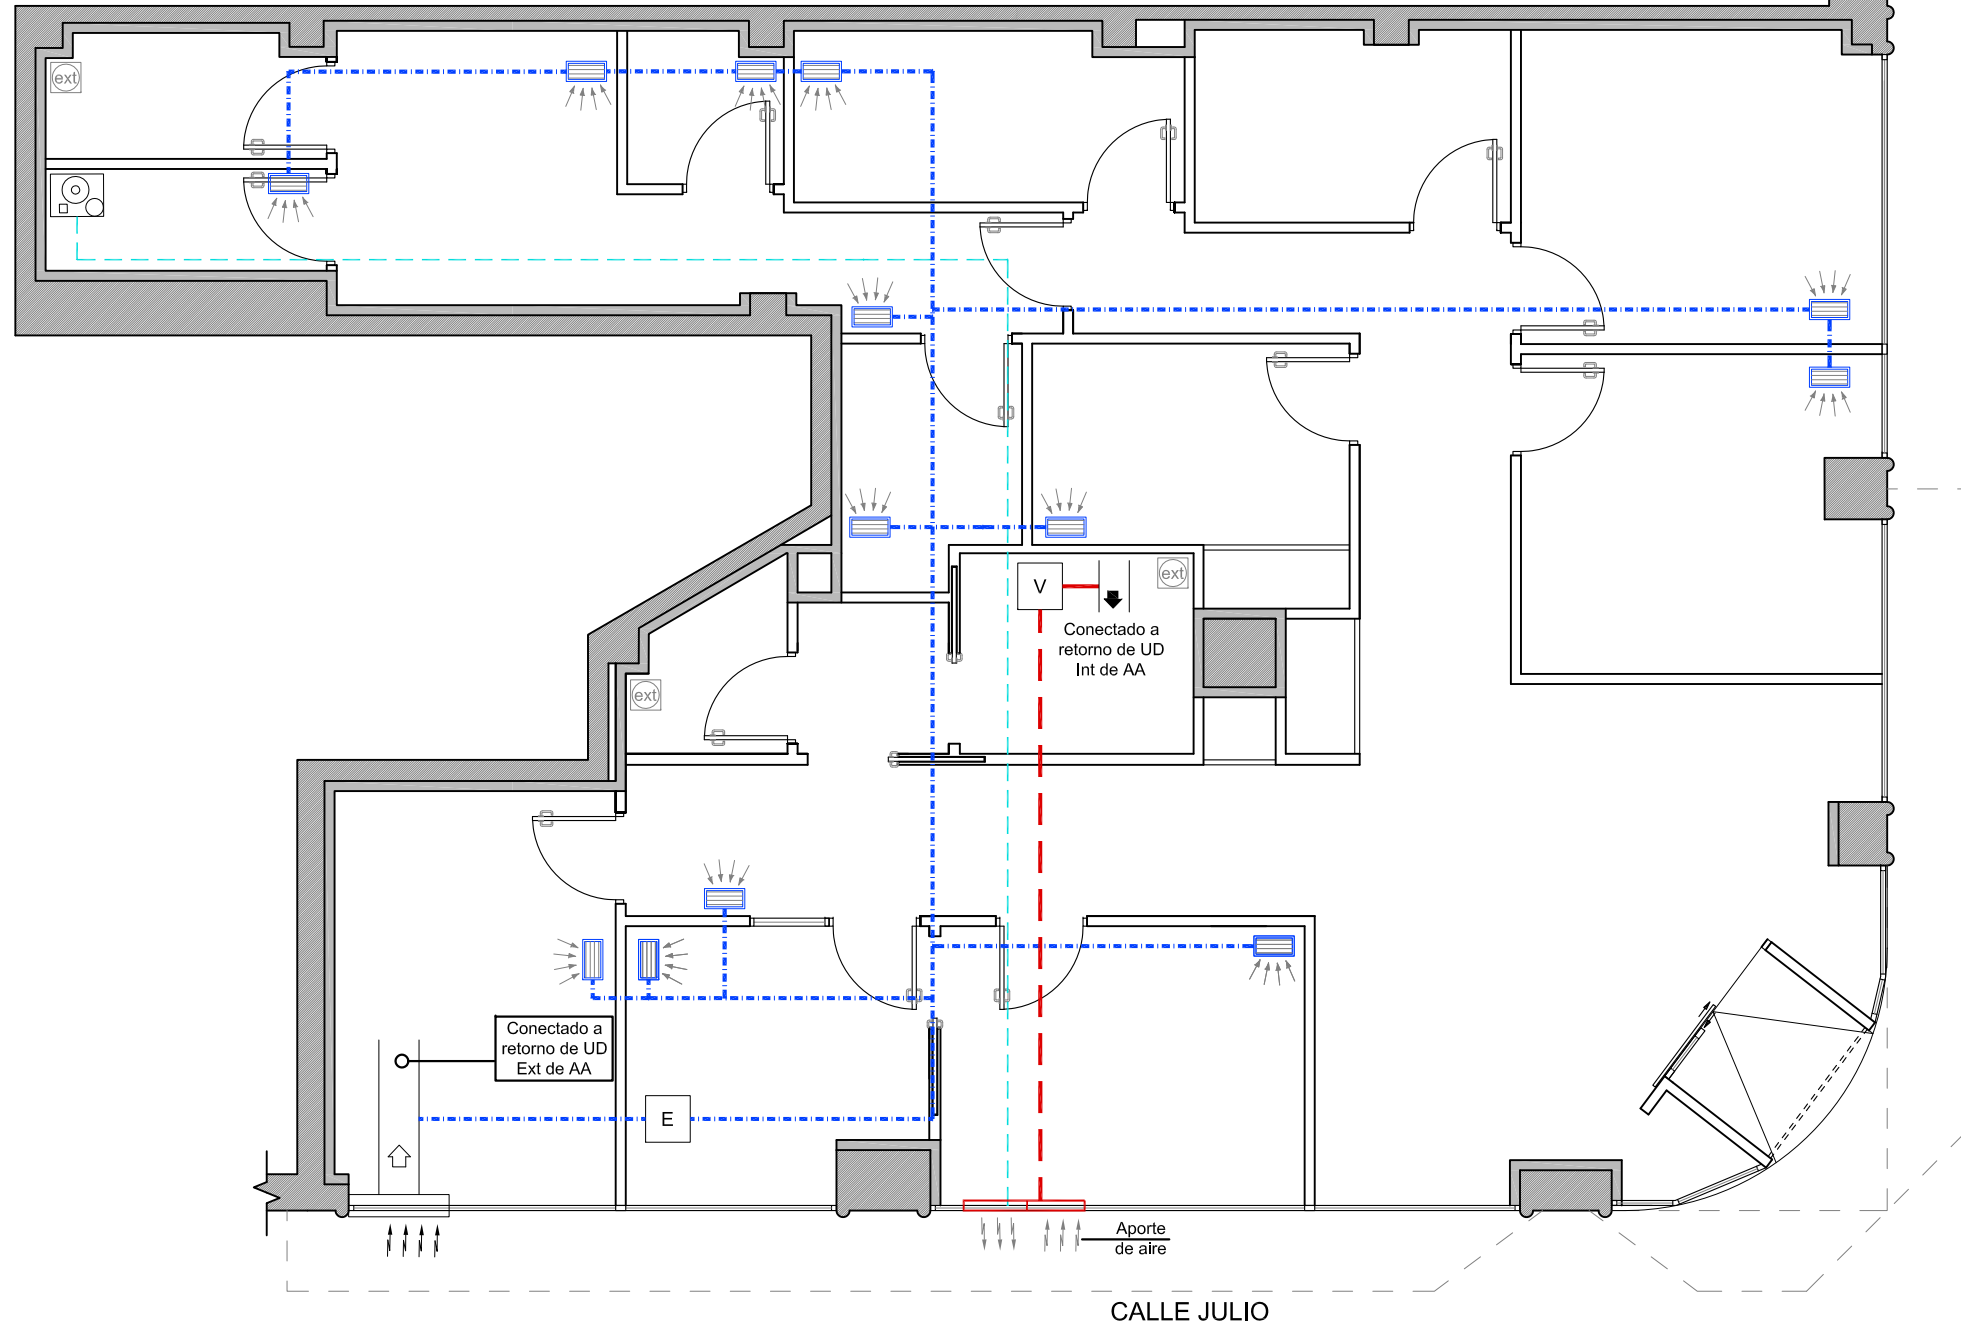 ext
V
ext
Conectado a
retorno de UD
Int de AA
ext
Conectado a
retorno de UD
Ext de AA
E
Aporte
de aire
CALLE JULIO